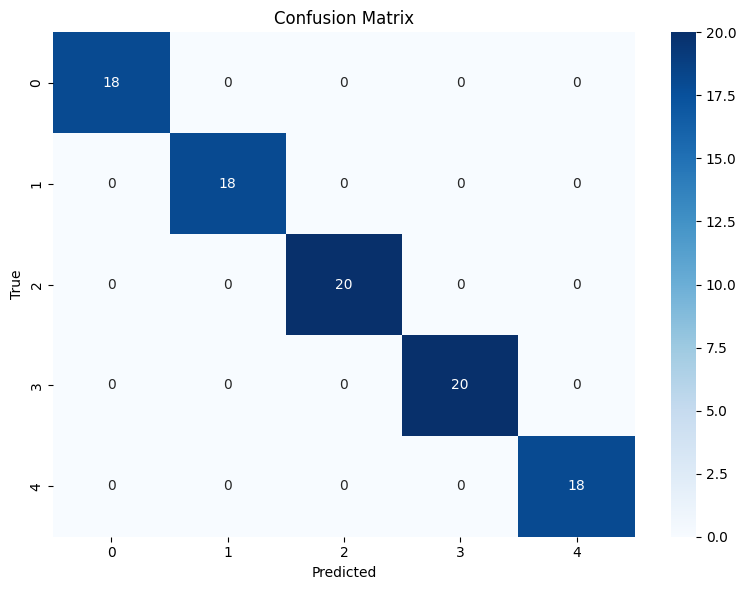 Confusion Matrix
0 18 0 0 0 0
1 0 18 0 0 0
2 0 0 20 0 0
3 0 0 0 20 0
4 0 0 0 0 18
0 1 2 3 4
Predicted
True
20.0
17.5
15.0
12.5
10.0
7.5
5.0
2.5
0.0